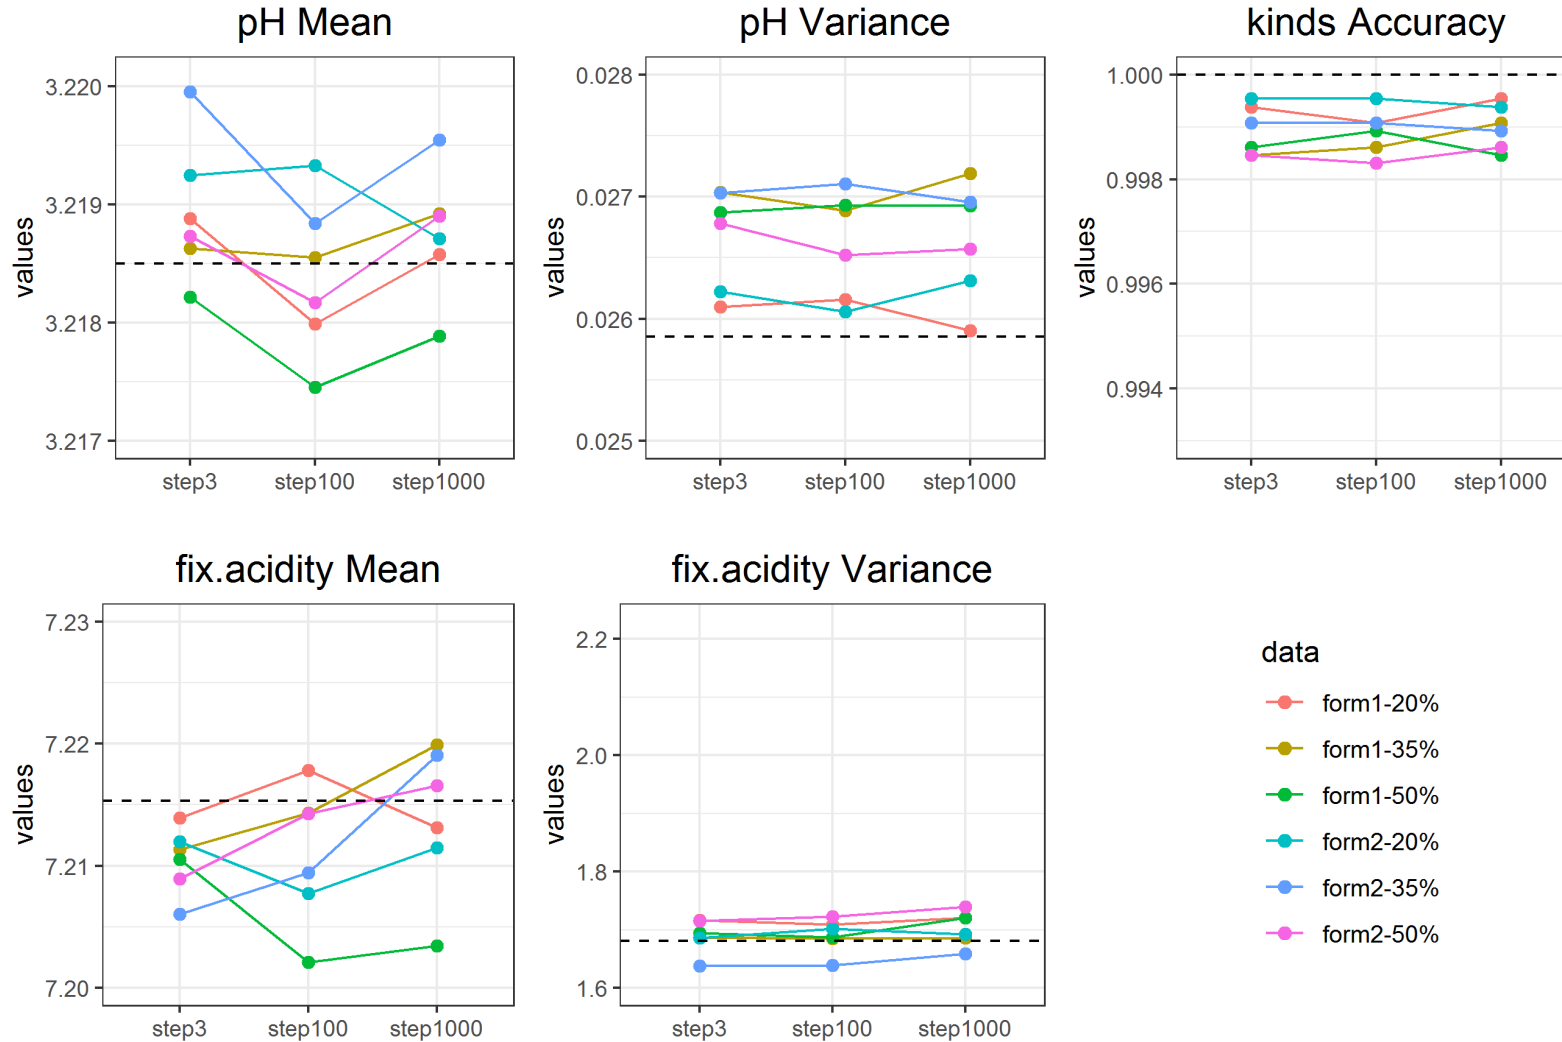 pH Mean
3.220
3.219
3.218
3.217
values
step3 step100 step1000
pH Variance
0.028
0.027
0.026
0.025
values
step3 step100 step1000
kinds Accuracy
1.000
0.998
0.996
0.994
values
step3 step100 step1000
fix.acidity Mean
7.23
7.22
7.21
7.20
values
step3 step100 step1000
fix.acidity Variance
2.2
2.0
1.8
1.6
values
step3 step100 step1000
data
form1-20%
form1-35%
form1-50%
form2-20%
form2-35%
form2-50%